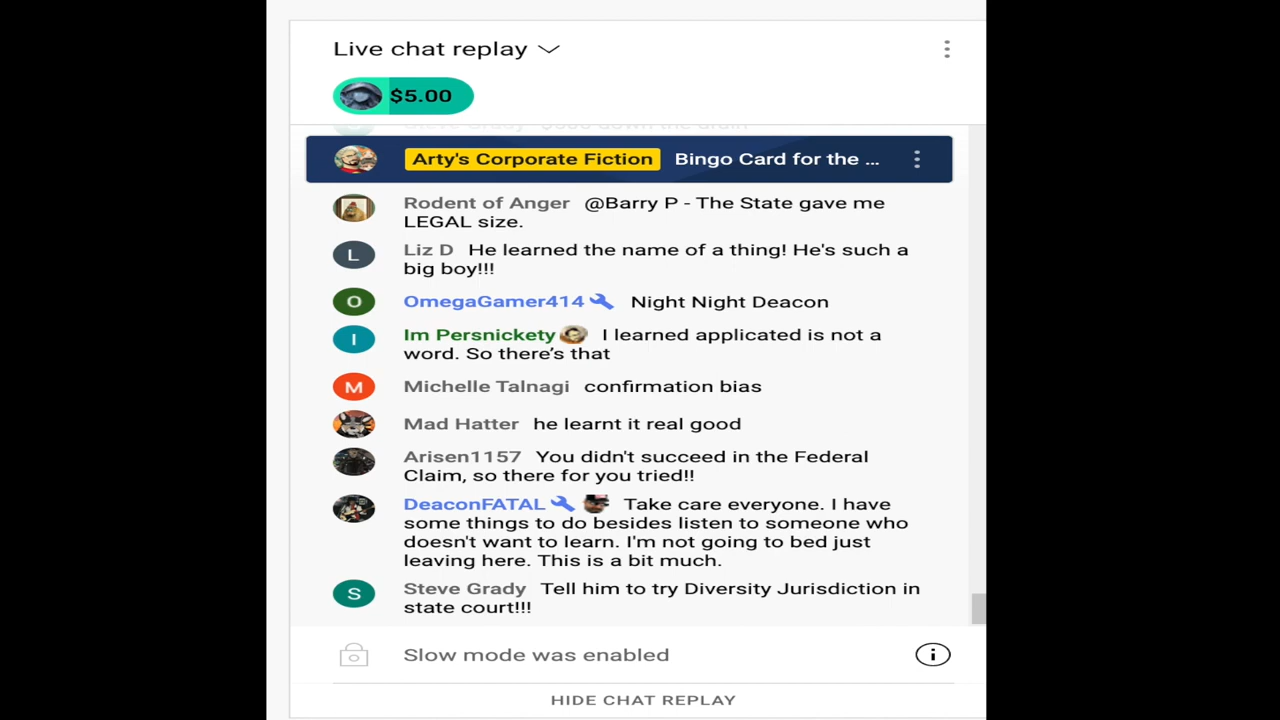 Live chat replay
$5.00
Arty's Corporate Fiction Bingo Card for the ...
Rodent of Anger @Barry P - The State gave me
LEGAL size.
L
Liz D He learned the name of a thing! He's such a
big boy!!!
O
OmegaGamer414 Night Night Deacon
I
Im Persnickety I learned applicated is not a
word. So there’s that
M
Michelle Talnagi confirmation bias
Mad Hatter he learnt it real good
Arisen1157 You didn't succeed in the Federal
Claim, so there for you tried!!
DeaconFATAL Take care everyone. I have
some things to do besides listen to someone who
doesn't want to learn. I'm not going to bed just
leaving here. This is a bit much.
S
Steve Grady Tell him to try Diversity Jurisdiction in
state court!!!
Slow mode was enabled
HIDE CHAT REPLAY